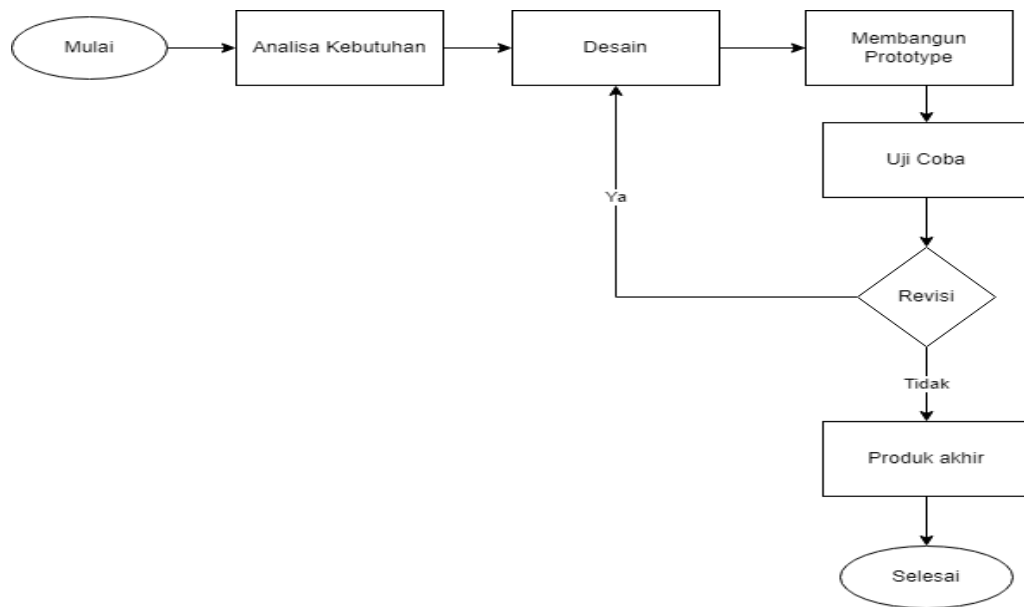 Mulai
Analisa Kebutuhan
Desain
Membangun
Prototype
Uji Coba
Ya
Revisi
Tidak
Produk akhir
Selesai